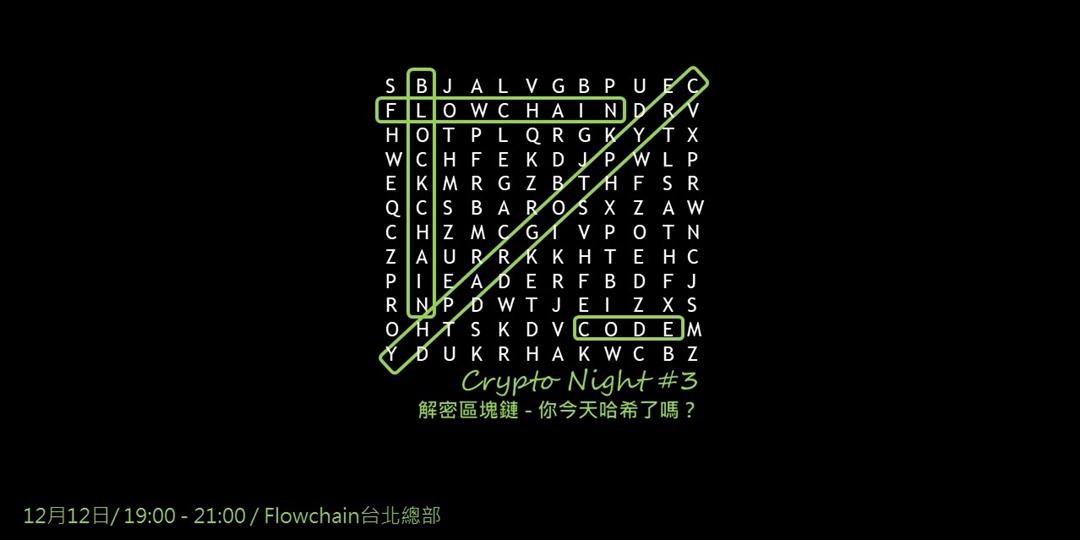 S B J A L V G B P U E C
F L O W C H A I N D R V
H O T P L Q R G K Y T X
W C H F E K D J P W L P
E K M R G Z B T H F S R
Q C S B A R O S X Z A W
C H Z M C G I V P O T N
Z A U R R K K H T E H C
P I E A D E R F B D F J
R N P D W T J E I Z X S
O H T S K D V C O D E M
Y D U K R H A K W C B Z
Crypto Night #3
解密區塊鏈 - 你今天哈希了嗎？
12月12日/ 19:00 - 21:00 / Flowchain台北總部